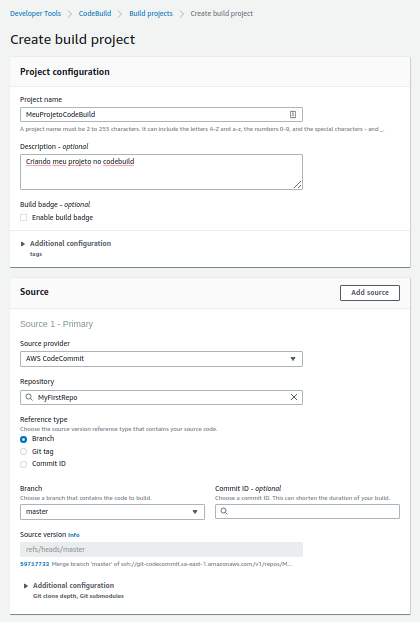 Developer Tools > CodeBuild > Build projects > Create build project
Create build project
Project configuration
Project name
MeuProjetoCodeBuild
A project name must be 2 to 255 characters. It can include the letters A-Z and a-z, the numbers 0-9, and the special characters - and _.
Description - optional
Criando meu projeto no codebuild
Build badge - optional
Enable build badge
Additional configuration
tags
Source
Add source
Source 1 - Primary
Source provider
AWS CodeCommit
Repository
MyFirstRepo
Reference type
Choose the source version reference type that contains your source code.
Branch
Git tag
Commit ID
Branch
Choose a branch that contains the code to build.
master
Commit ID - optional
Choose a commit ID. This can shorten the duration of your build.
Source version Info
refs/heads/master
59717733 Merge branch 'master' of ssh://git-codecommit.sa-east-1.amazonaws.com/v1/repos/M...
Additional configuration
Git clone depth, Git submodules